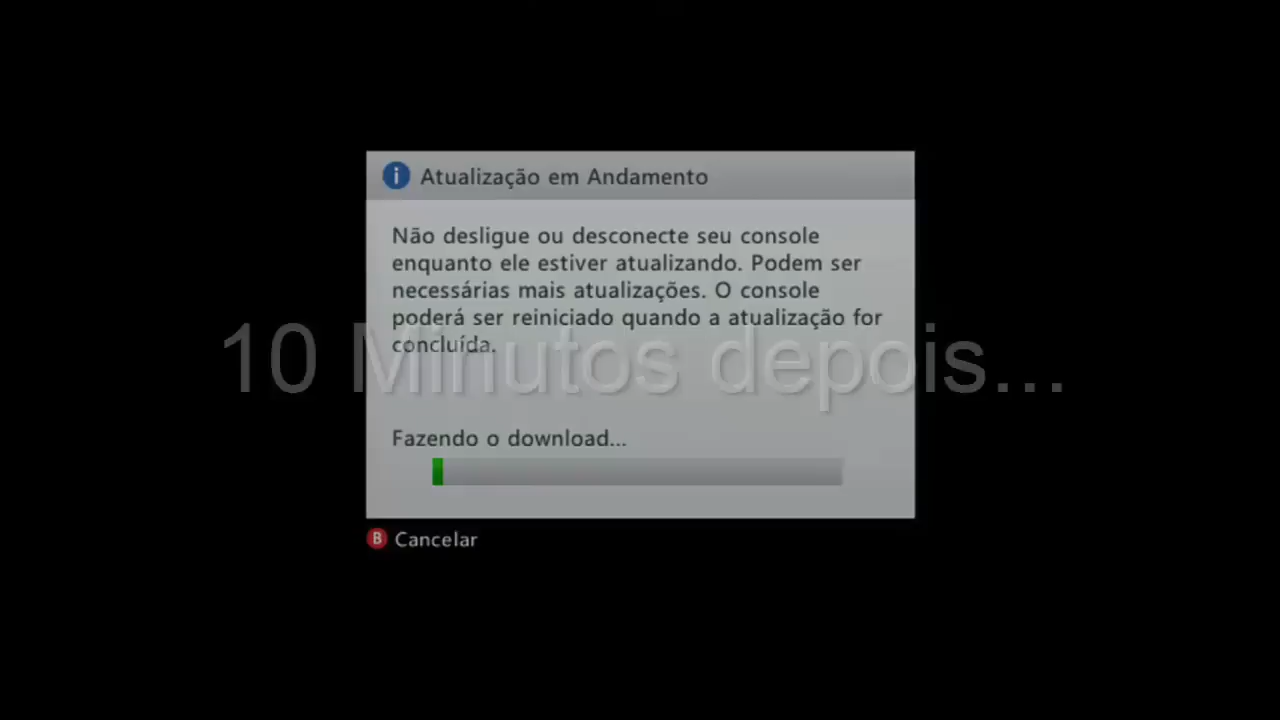 Atualização em Andamento
Não desligue ou desconecte seu console
enquanto ele estiver atualizando. Podem ser
necessárias mais atualizações. O console
poderá ser reiniciado quando a atualização for
concluída.
10 Minutos depois...
Fazendo o download...
B Cancelar